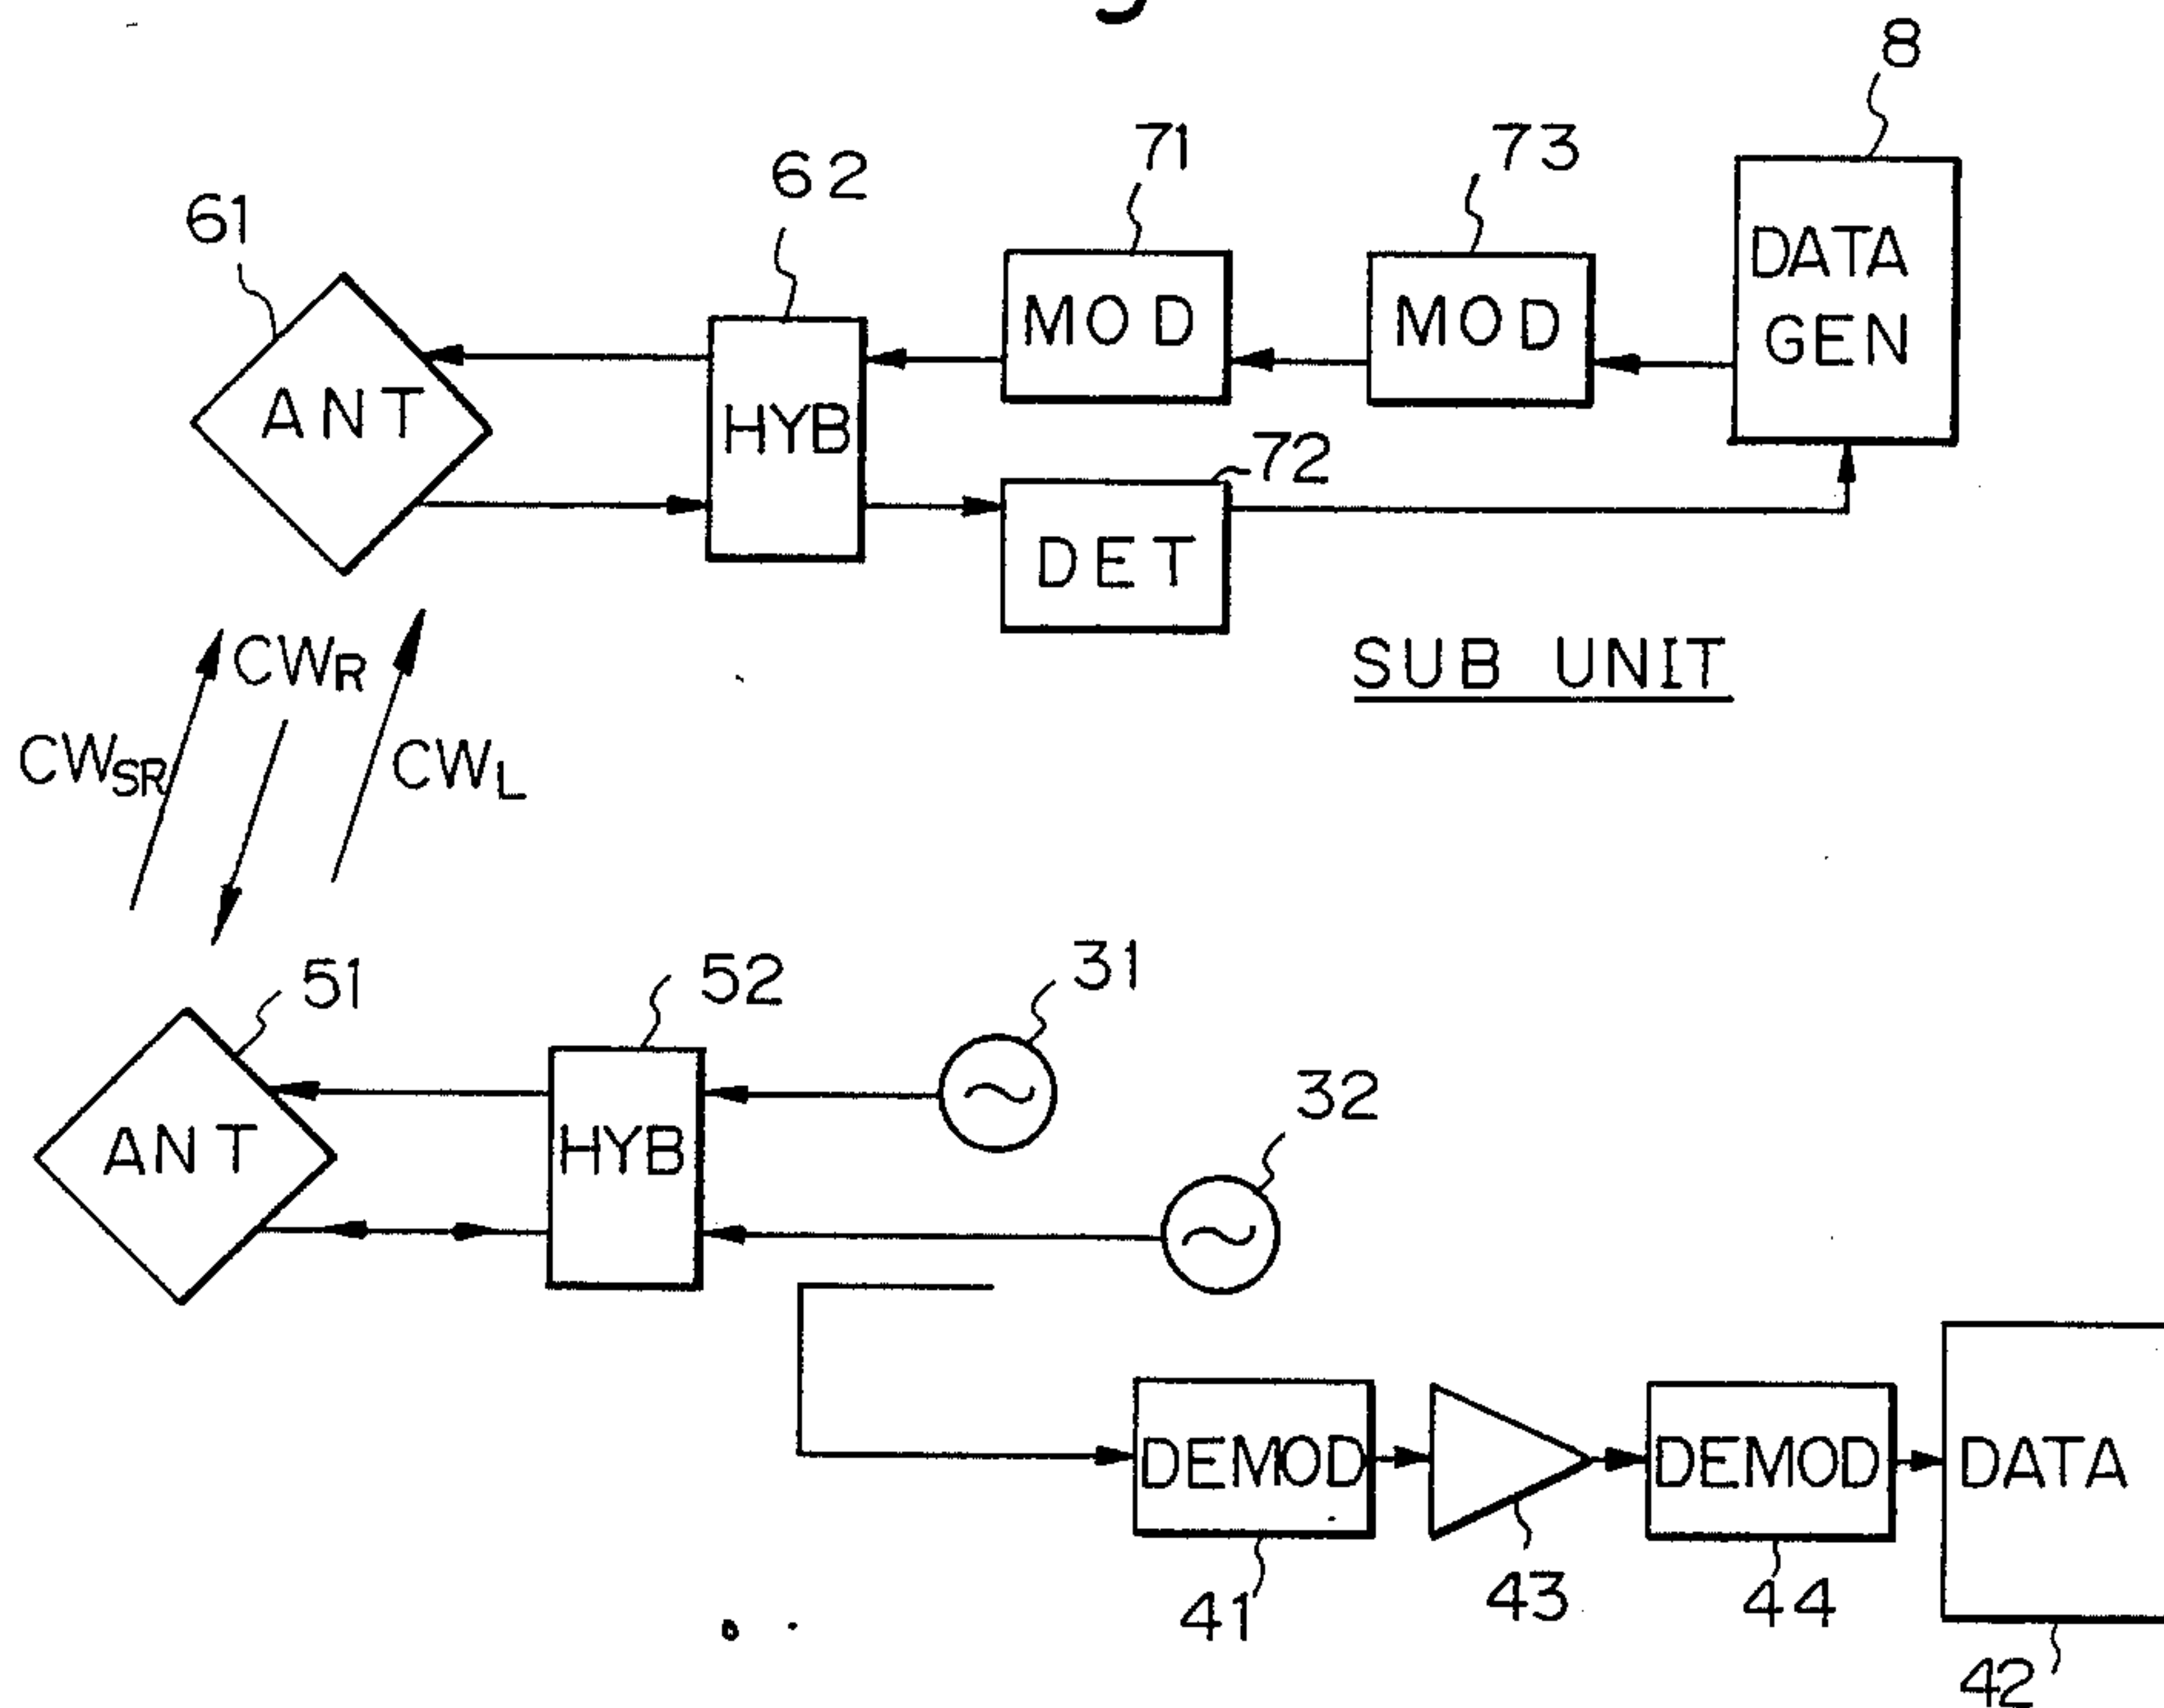 8
71
73
62
61
DATA
GEN
MOD
MOD
ANT
HYB
72
DET
SUB UNIT
CWR
CWSR
CWL
51
52
31
32
ANT
HYB
DEMOD
DEMOD
DATA
41
43
44
42